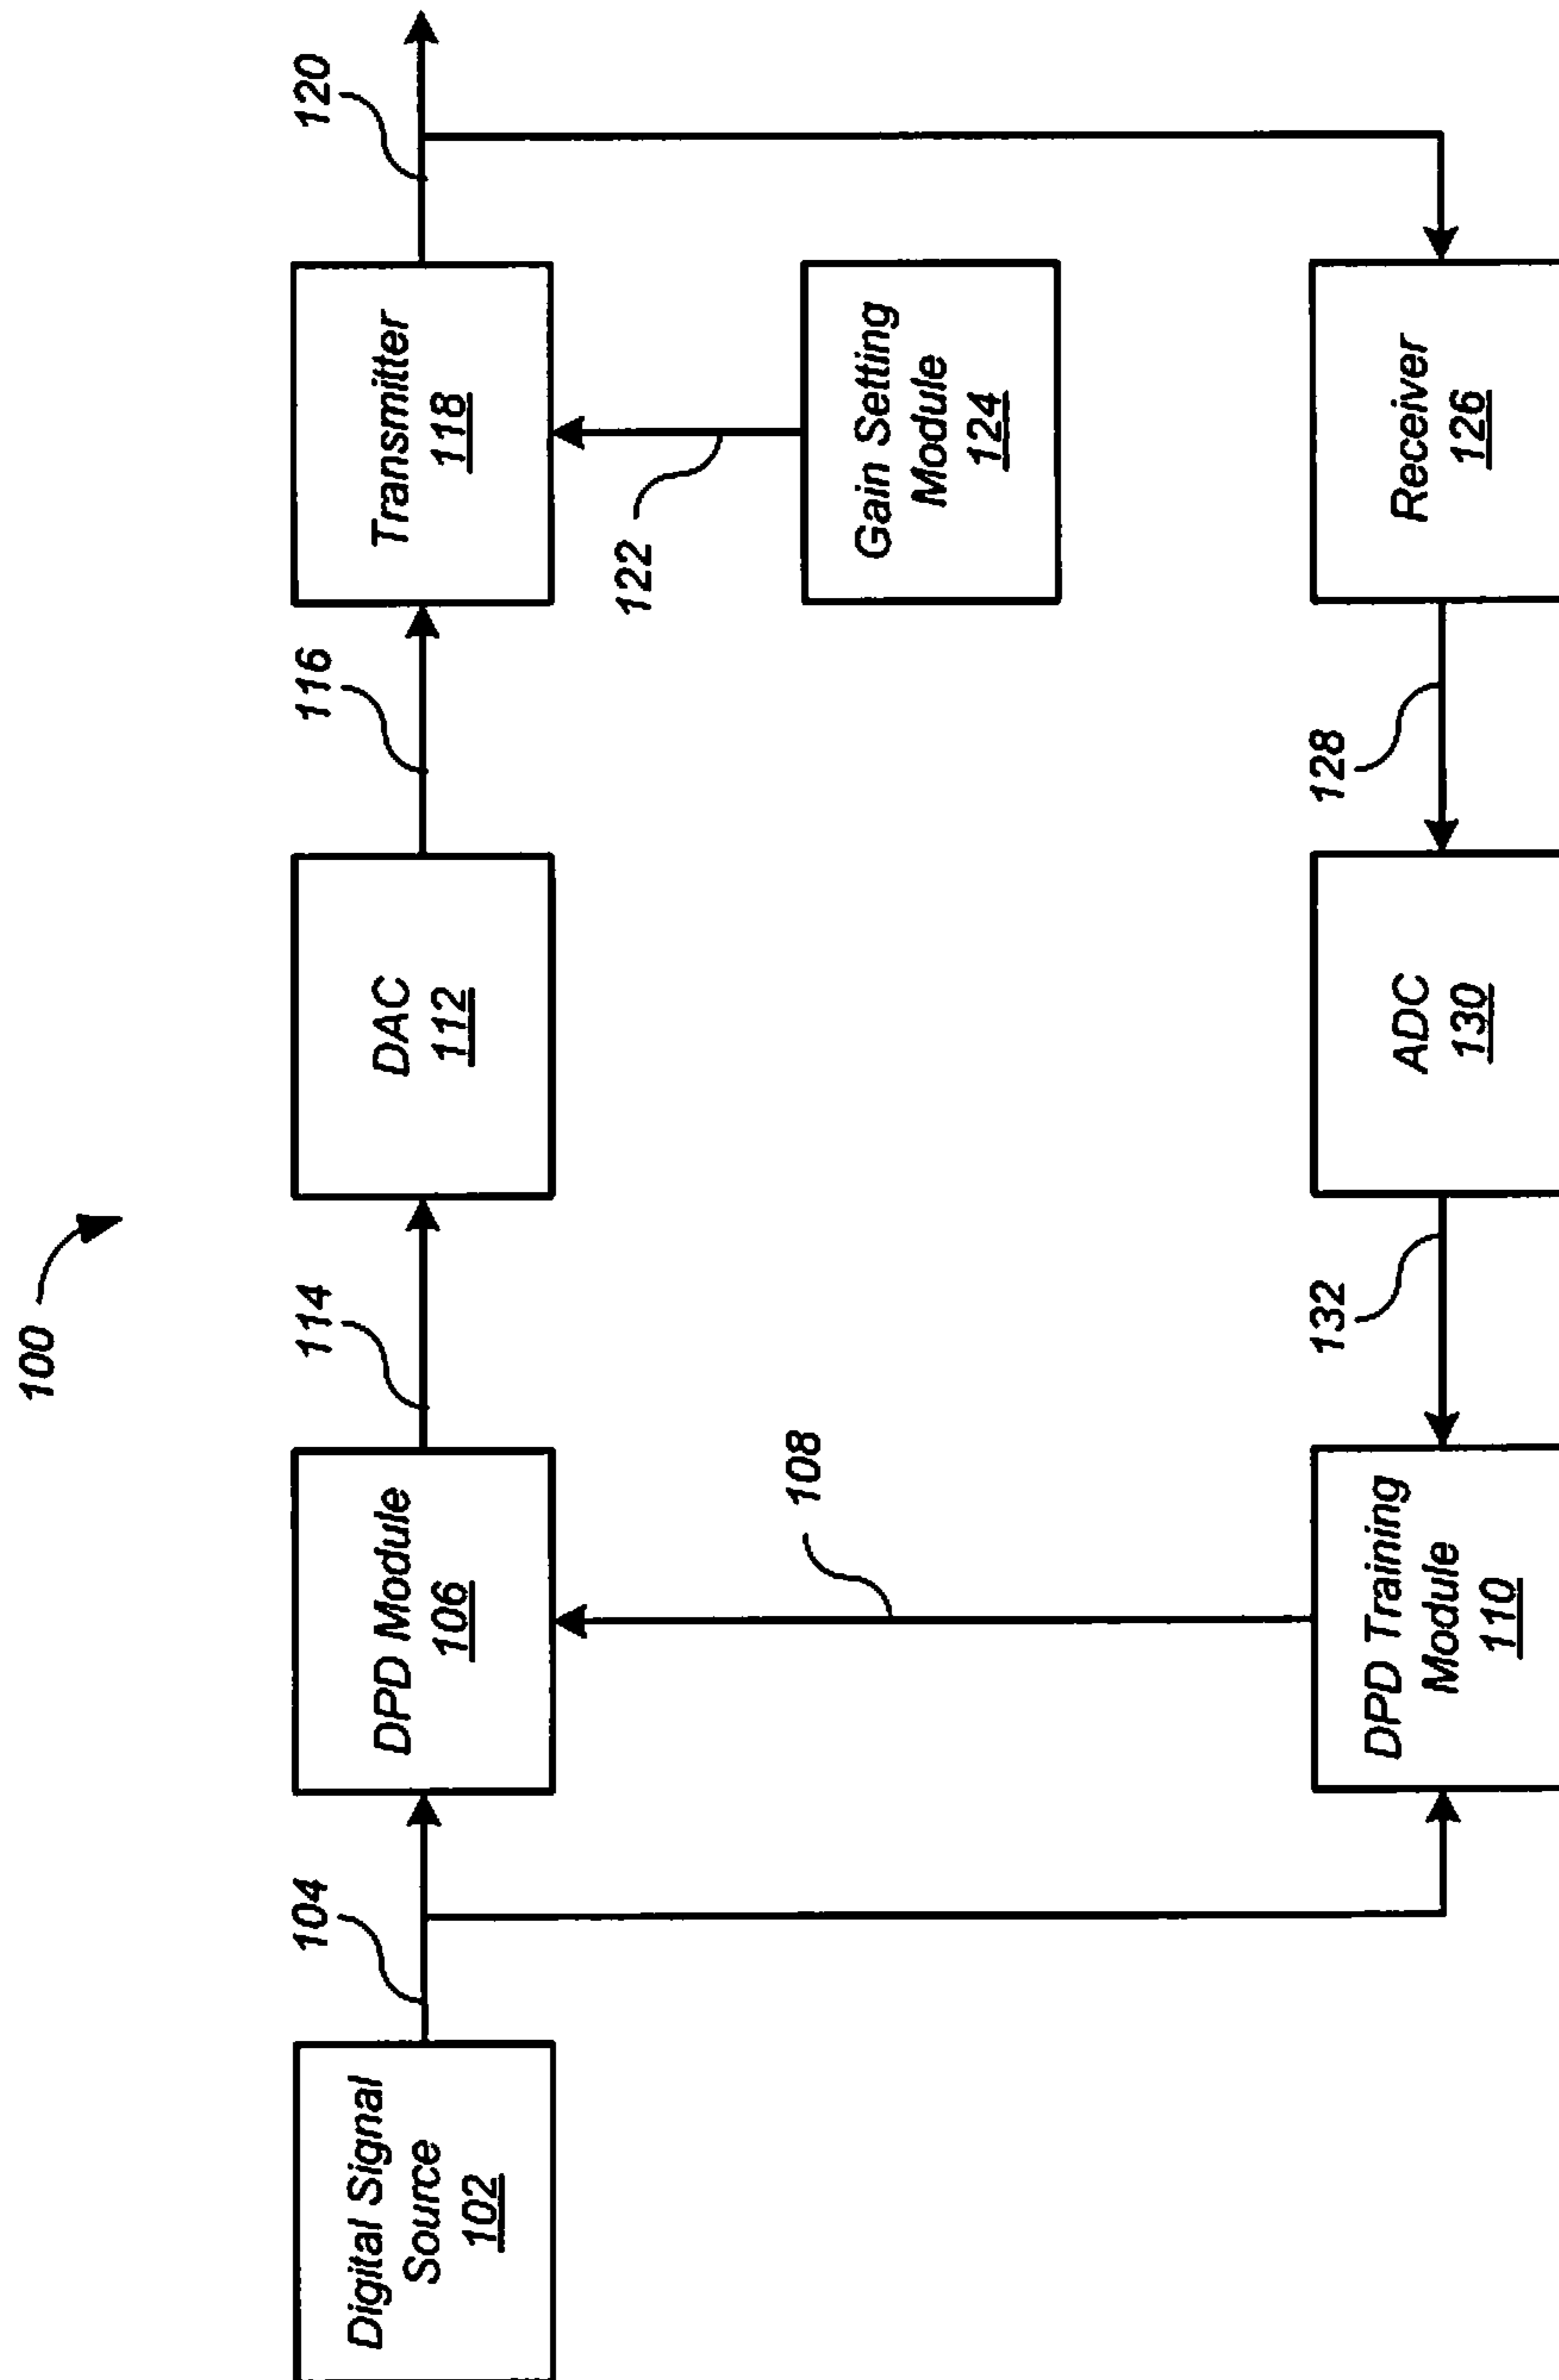 100
104
114
116
120
Digital Signal
Source
102
DPD Module
106
DAC
112
Transmitter
118
122
108
Gain Setting
Module
124
132
128
DPD Training
Module
110
ADC
130
Receiver
126